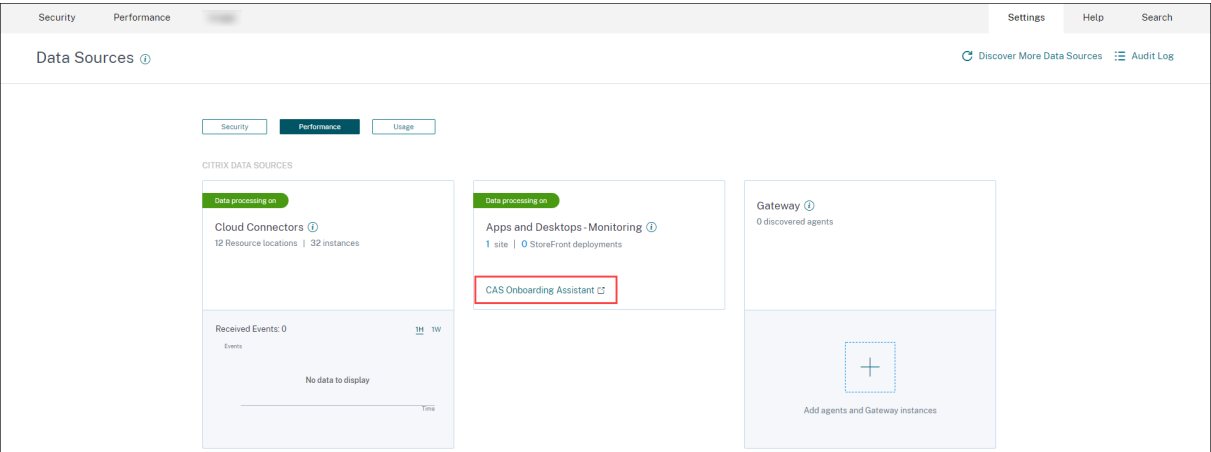 Security Performance Settings Help Search
Data Sources
Discover More Data Sources Audit Log
Security Performance Usage
CITRIX DATA SOURCES
Data processing on
Cloud Connectors
12 Resource locations | 32 instances
Received Events: 0 1H 1W
Events
No data to display
Time
Data processing on
Apps and Desktops - Monitoring
1 site | 0 StoreFront deployments
CAS Onboarding Assistant
Gateway
0 discovered agents
Add agents and Gateway instances